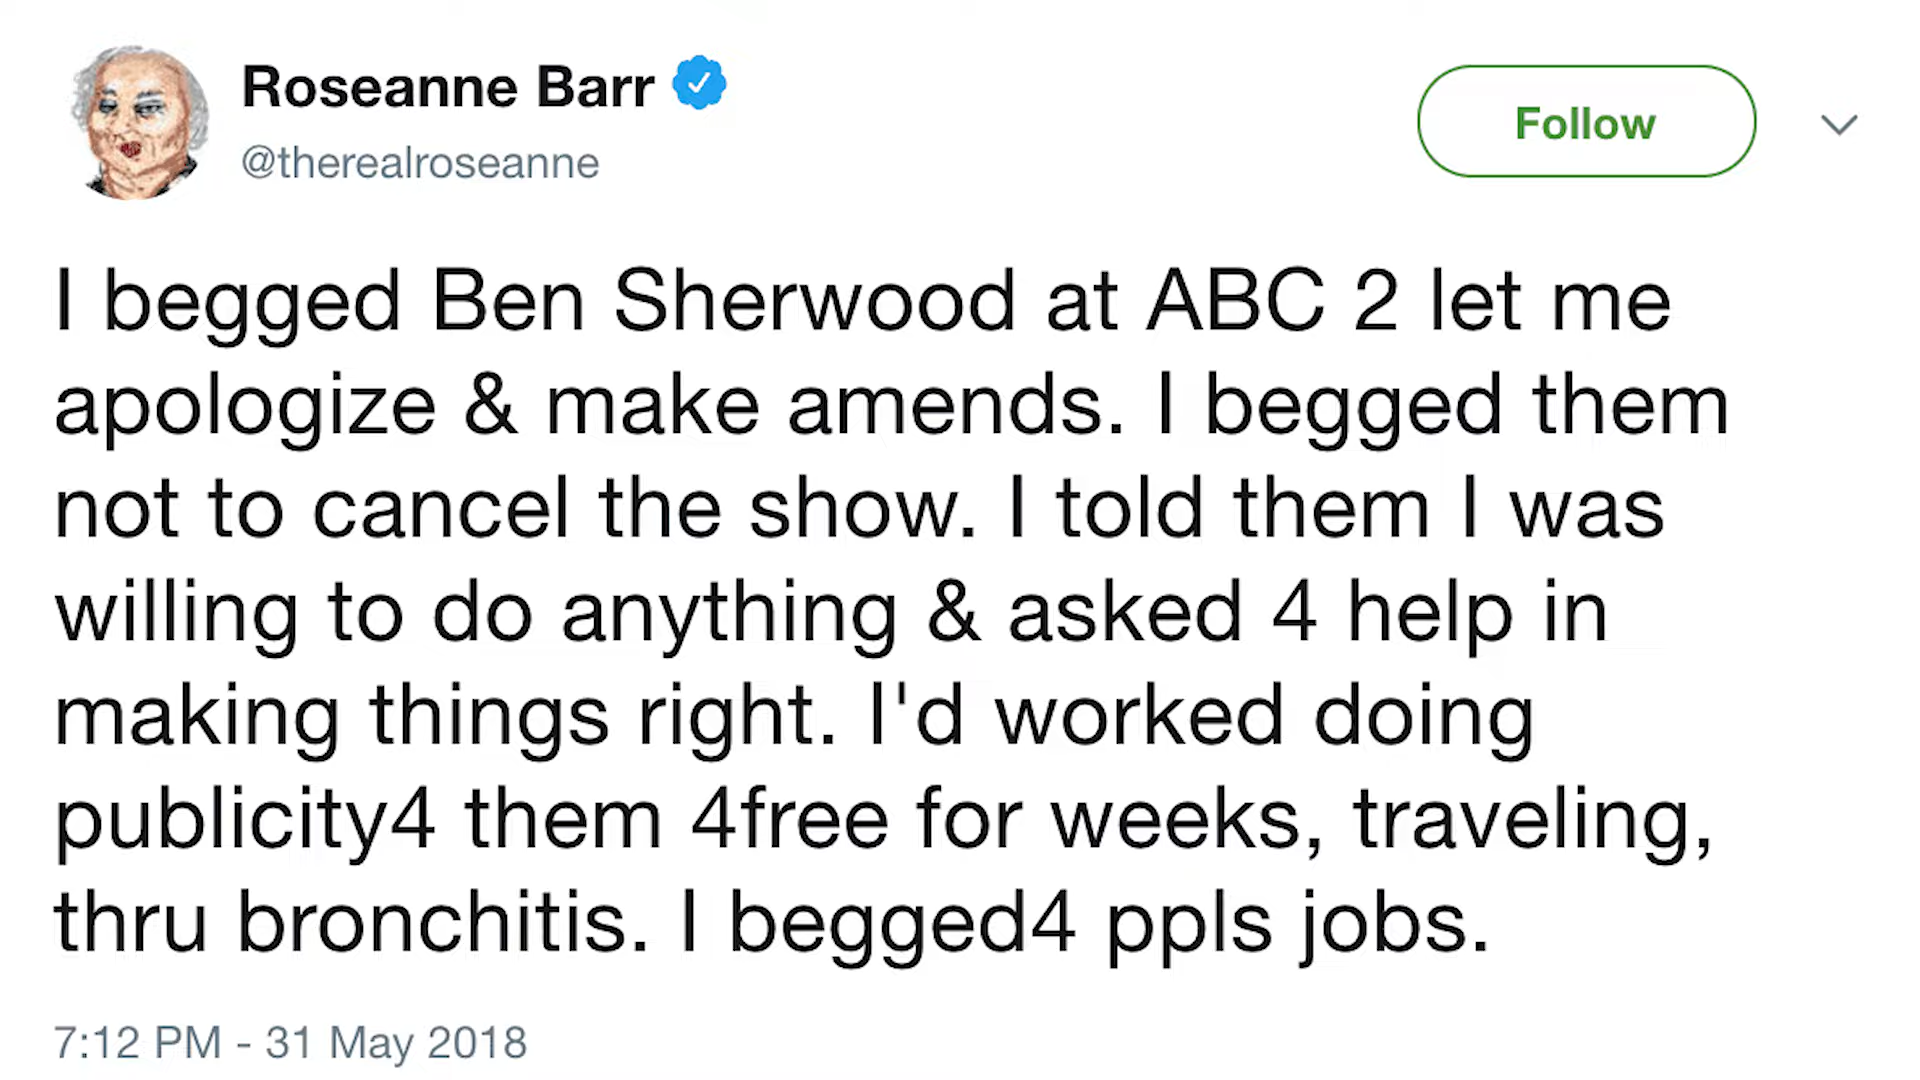 Roseanne Barr
@therealroseanne
Follow
I begged Ben Sherwood at ABC 2 let me
apologize & make amends. I begged them
not to cancel the show. I told them I was
willing to do anything & asked 4 help in
making things right. I'd worked doing
publicity4 them 4free for weeks, traveling,
thru bronchitis. I begged4 ppls jobs.
7:12 PM - 31 May 2018